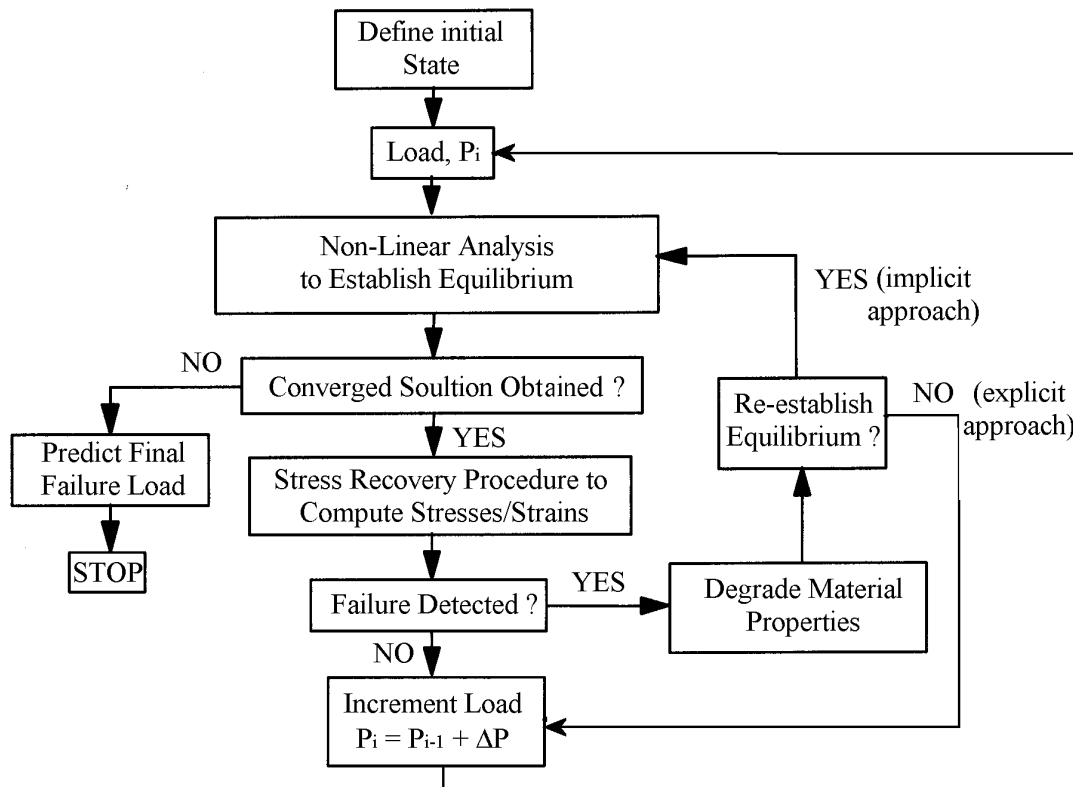 Define initial
State
Load, Pi
Non-Linear Analysis
to Establish Equilibrium
YES (implicit
approach)
NO
Converged Soultion Obtained ?
Re-establish
Equilibrium ?
NO (explicit
approach)
YES
Predict Final
Failure Load
Stress Recovery Procedure to
Compute Stresses/Strains
STOP
YES
Failure Detected ?
Degrade Material
Properties
NO
Increment Load
Pi = Pi-1 + ΔP